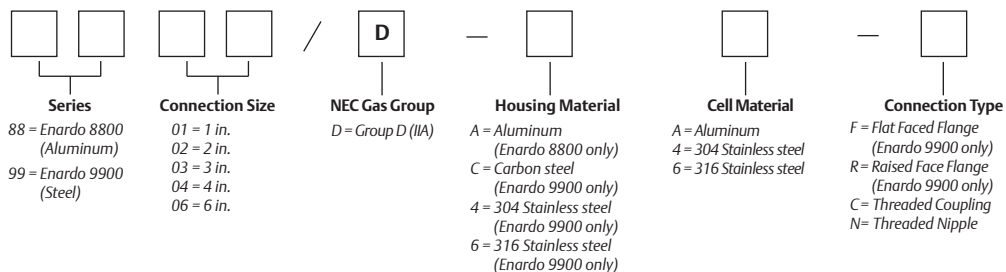 / D – –
Series
88 = Enardo 8800
(Aluminum)
99 = Enardo 9900
(Steel)
Connection Size
01 = 1 in.
02 = 2 in.
03 = 3 in.
04 = 4 in.
06 = 6 in.
NEC Gas Group
D = Group D (IIA)
Housing Material
A = Aluminum
(Enardo 8800 only)
C = Carbon steel
(Enardo 9900 only)
4 = 304 Stainless steel
(Enardo 9900 only)
6 = 316 Stainless steel
(Enardo 9900 only)
Cell Material
A = Aluminum
4 = 304 Stainless steel
6 = 316 Stainless steel
Connection Type
F = Flat Faced Flange
(Enardo 9900 only)
R = Raised Face Flange
(Enardo 9900 only)
C = Threaded Coupling
N= Threaded Nipple